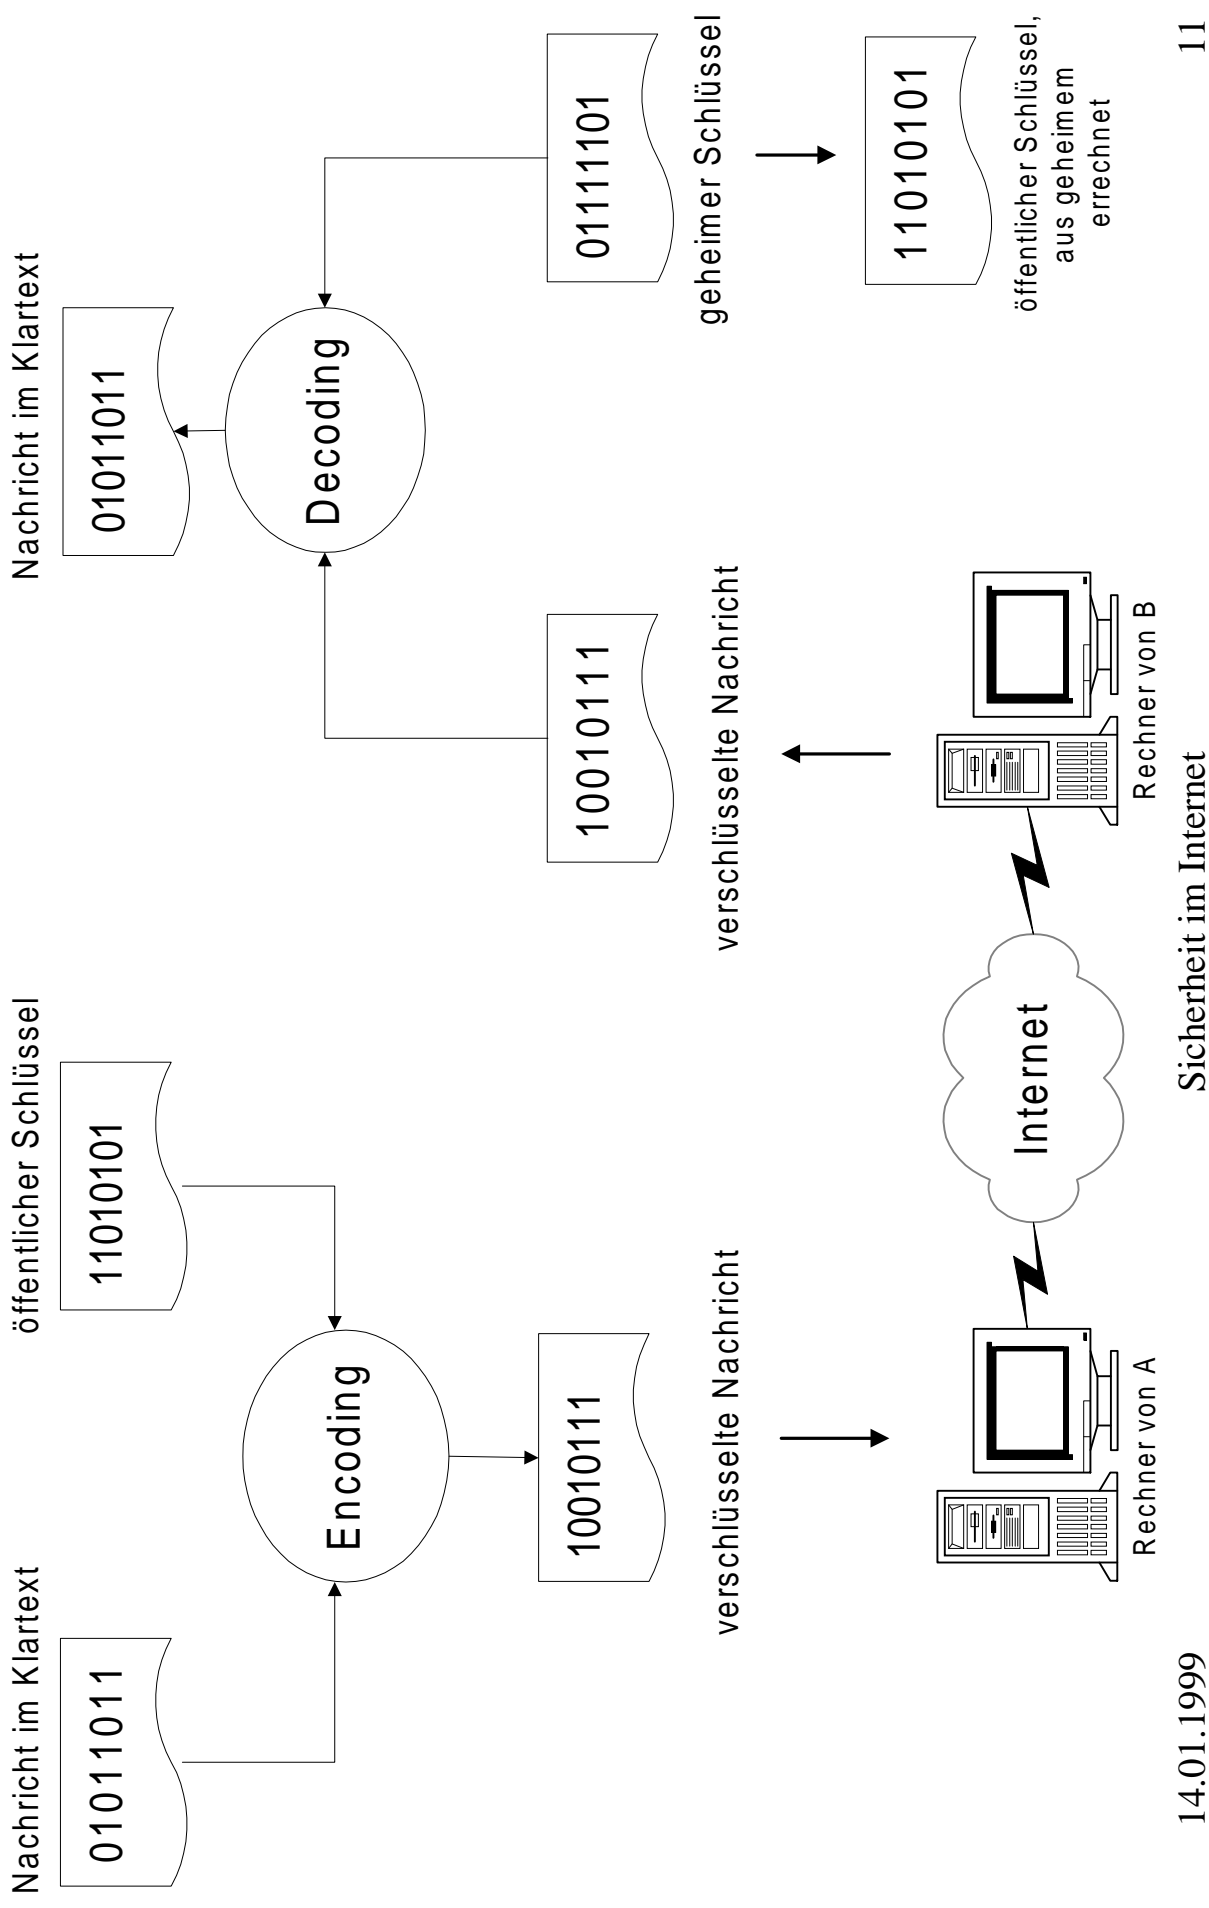 Nachricht im Klartext
01011011
öffentlicher Schlüssel
11010101
Encoding
10010111
verschlüsselte Nachricht
Rechner von A
Internet
Rechner von B
verschlüsselte Nachricht
10010111
Decoding
Nachricht im Klartext
01011011
01111101
geheimer Schlüssel
11010101
öffentlicher Schlüssel,
aus geheimem
errechnet
14.01.1999
Sicherheit im Internet
11